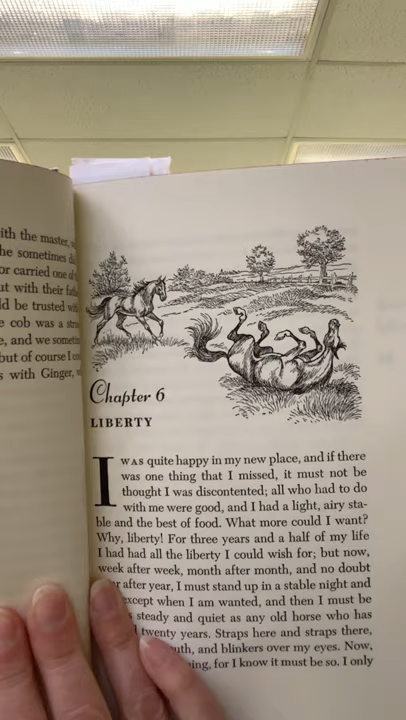 ith the master,
he sometimes
or carried one of
ut with their
ld be trusted
e cob was a
e, and we
but of course I
s with Ginger,
Chapter 6
LIBERTY
I WAS quite happy in my new place, and if there
was one thing that I missed, it must not be
thought I was discontented; all who had to do
with me were good, and I had a light, airy sta-
ble and the best of food. What more could I want?
Why, liberty! For three years and a half of my life
I had had all the liberty I could wish for; but now,
week after week, month after month, and no doubt
after year, I must stand up in a stable night and
except when I am wanted, and then I must be
steady and quiet as any old horse who has
twenty years. Straps here and straps there,
uth, and blinkers over my eyes. Now,
ing, for I know it must be so. I only